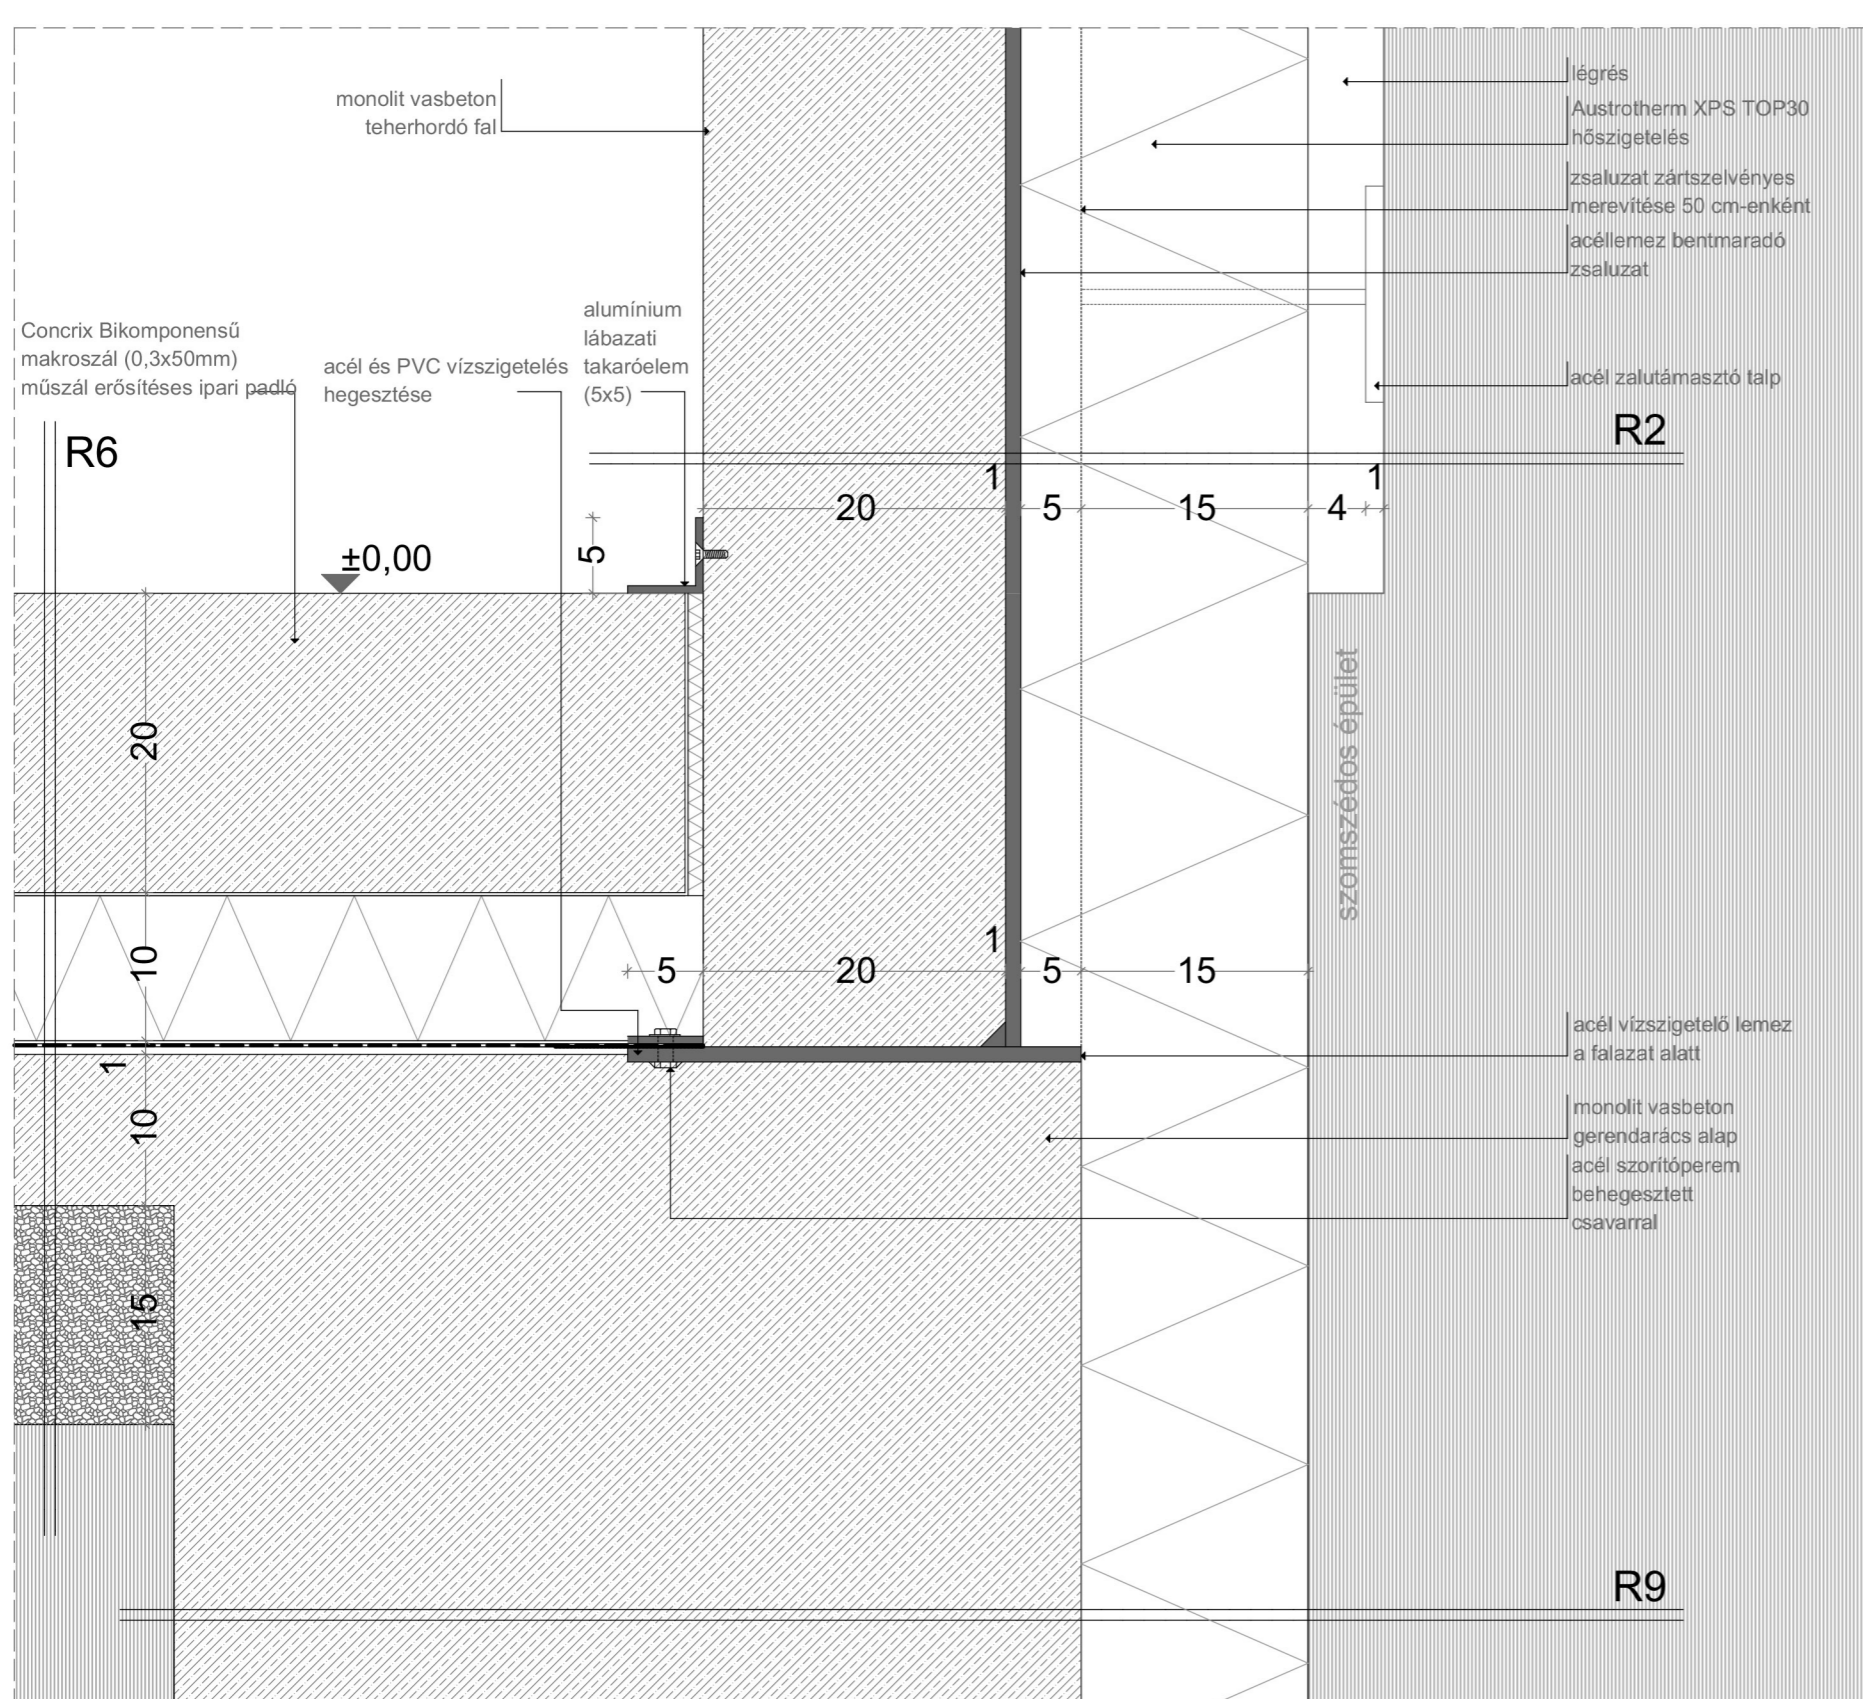 monolit vasbeton
teherhordó fal
légrés
Austrotherm XPS TOP30
hőszigetelés
zsaluzat zártszelvényes
merevítése 50 cm-enként
acéllemez bentmaradó
zsaluzat
acél zalutámasztó talp
Concrix Bikomponensű
makroszál (0,3x50mm)
műszál erősítéses ipari padló
acél és PVC vízszigetelés
hegesztése
alumínium
lábazati
takaróelem
(5x5)
R6
R2
1
1
20
5
15
4
5
±0,00
20
szomszédos épület
10
1
5
20
5
15
1
10
acél vízszigetelő lemez
a falazat alatt
monolit vasbeton
gerendarács alap
acél szorítóperem
behegesztett
csavarral
15
R9